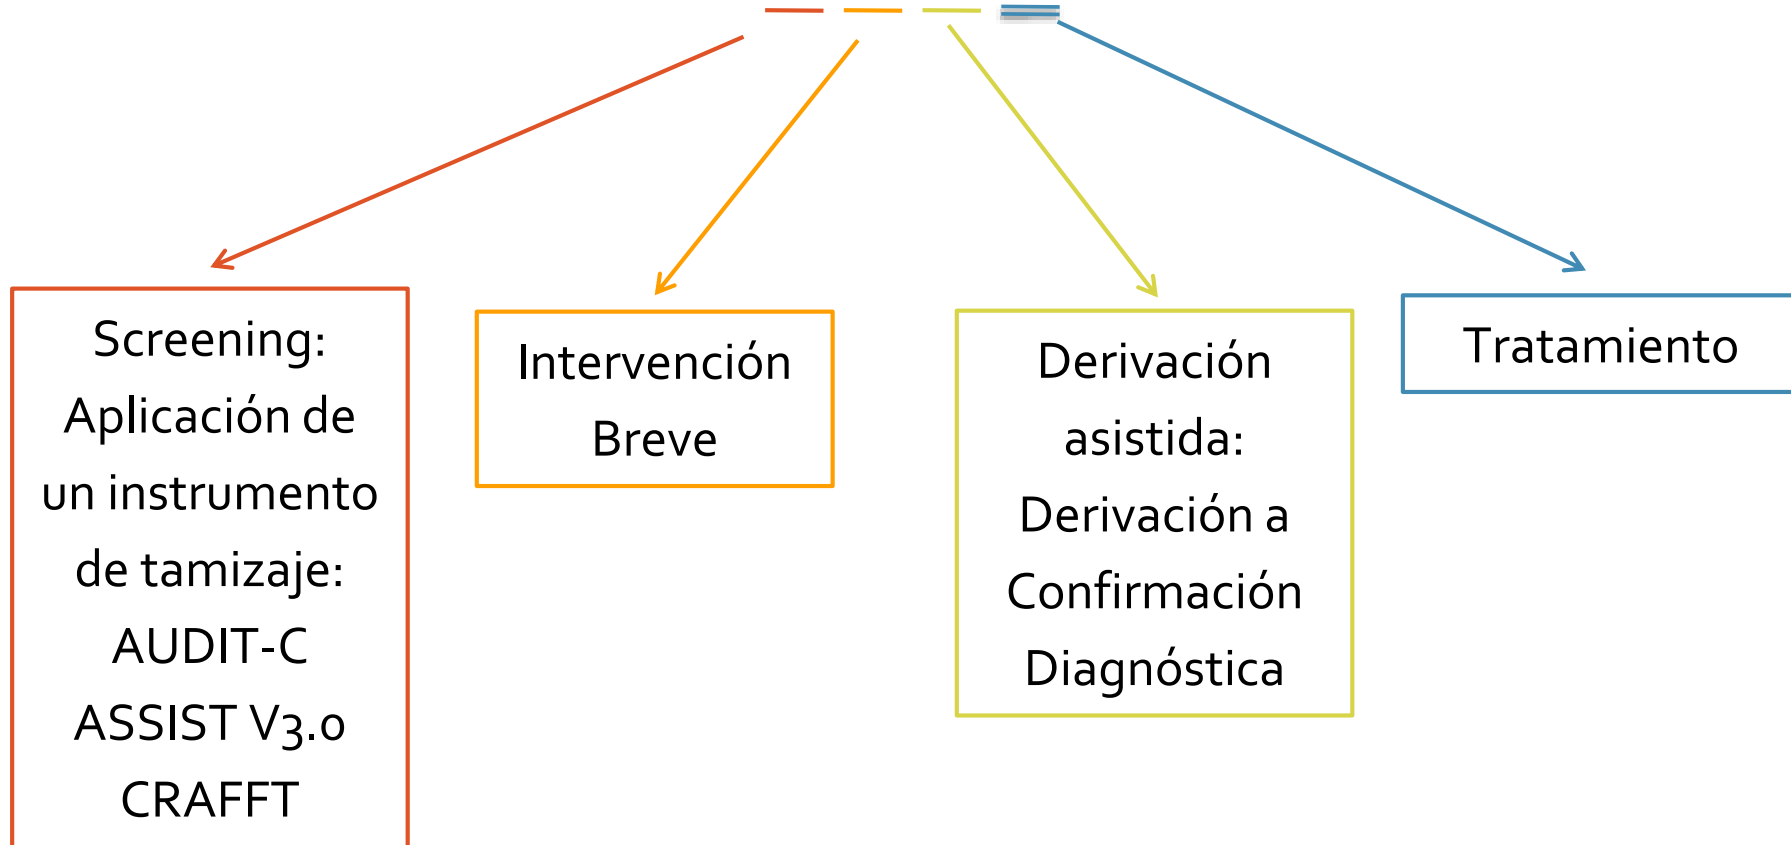 Screening:
Aplicación de
un instrumento
de tamizaje:
AUDIT-C
ASSIST V3.0
CRAFFT
Intervención
Breve
Derivación
asistida:
Derivación a
Confirmación
Diagnóstica
Tratamiento